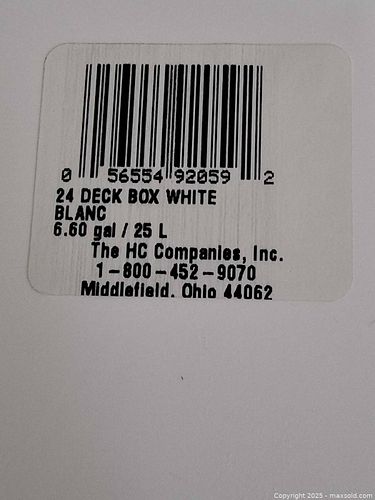 0 56554 92059 2
24 DECK BOX WHITE
BLANC
6.60 gal / 25 L
The HC Companies, Inc.
1-800-452-9070
Middlefield, Ohio 44062
Copyright 2025 - maxsold.com